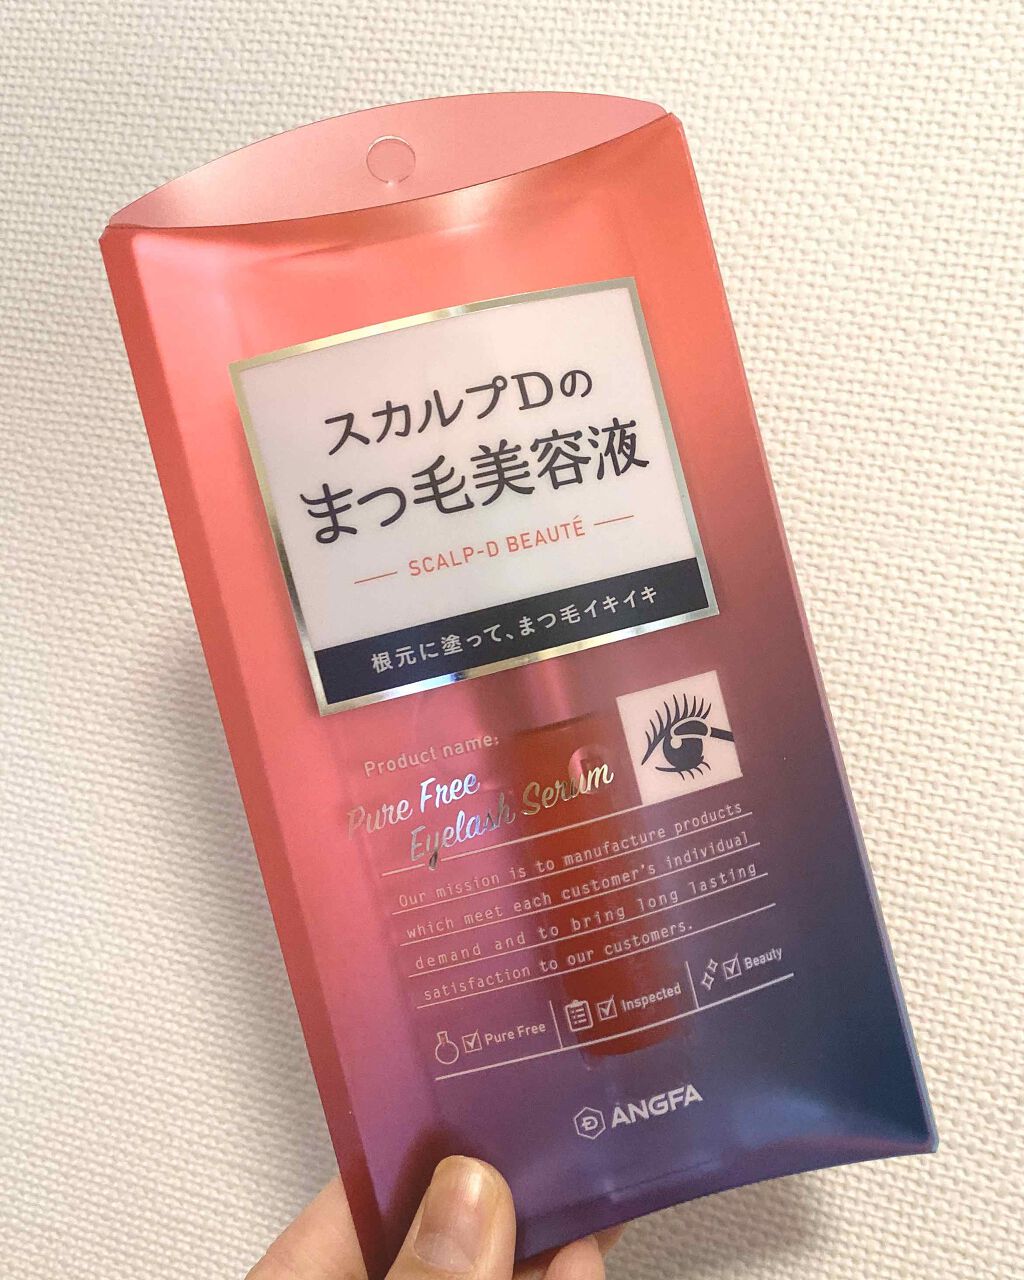 スカルプDの
まつ毛美容液
SCALP-D BEAUTÉ
根元に塗って、まつ毛イキイキ
Product name:
Pure Free
Eyelash Serum
Our mission is to manufacture products
which meet each customer's individual
demand and to bring long lasting
satisfaction to our customers.
Pure Free
Inspected
Beauty
ANGFA